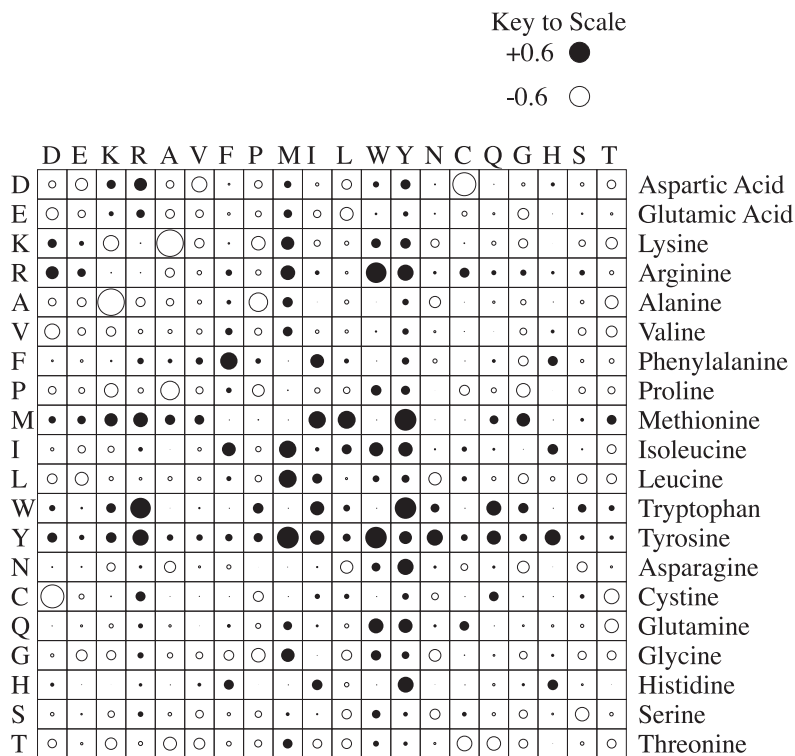 Key to Scale
+0.6
-0.6
D E K R A V F P M I L W Y N C Q G H S T
D Aspartic Acid
E Glutamic Acid
K Lysine
R Arginine
A Alanine
V Valine
F Phenylalanine
P Proline
M Methionine
I Isoleucine
L Leucine
W Tryptophan
Y Tyrosine
N Asparagine
C Cystine
Q Glutamine
G Glycine
H Histidine
S Serine
T Threonine